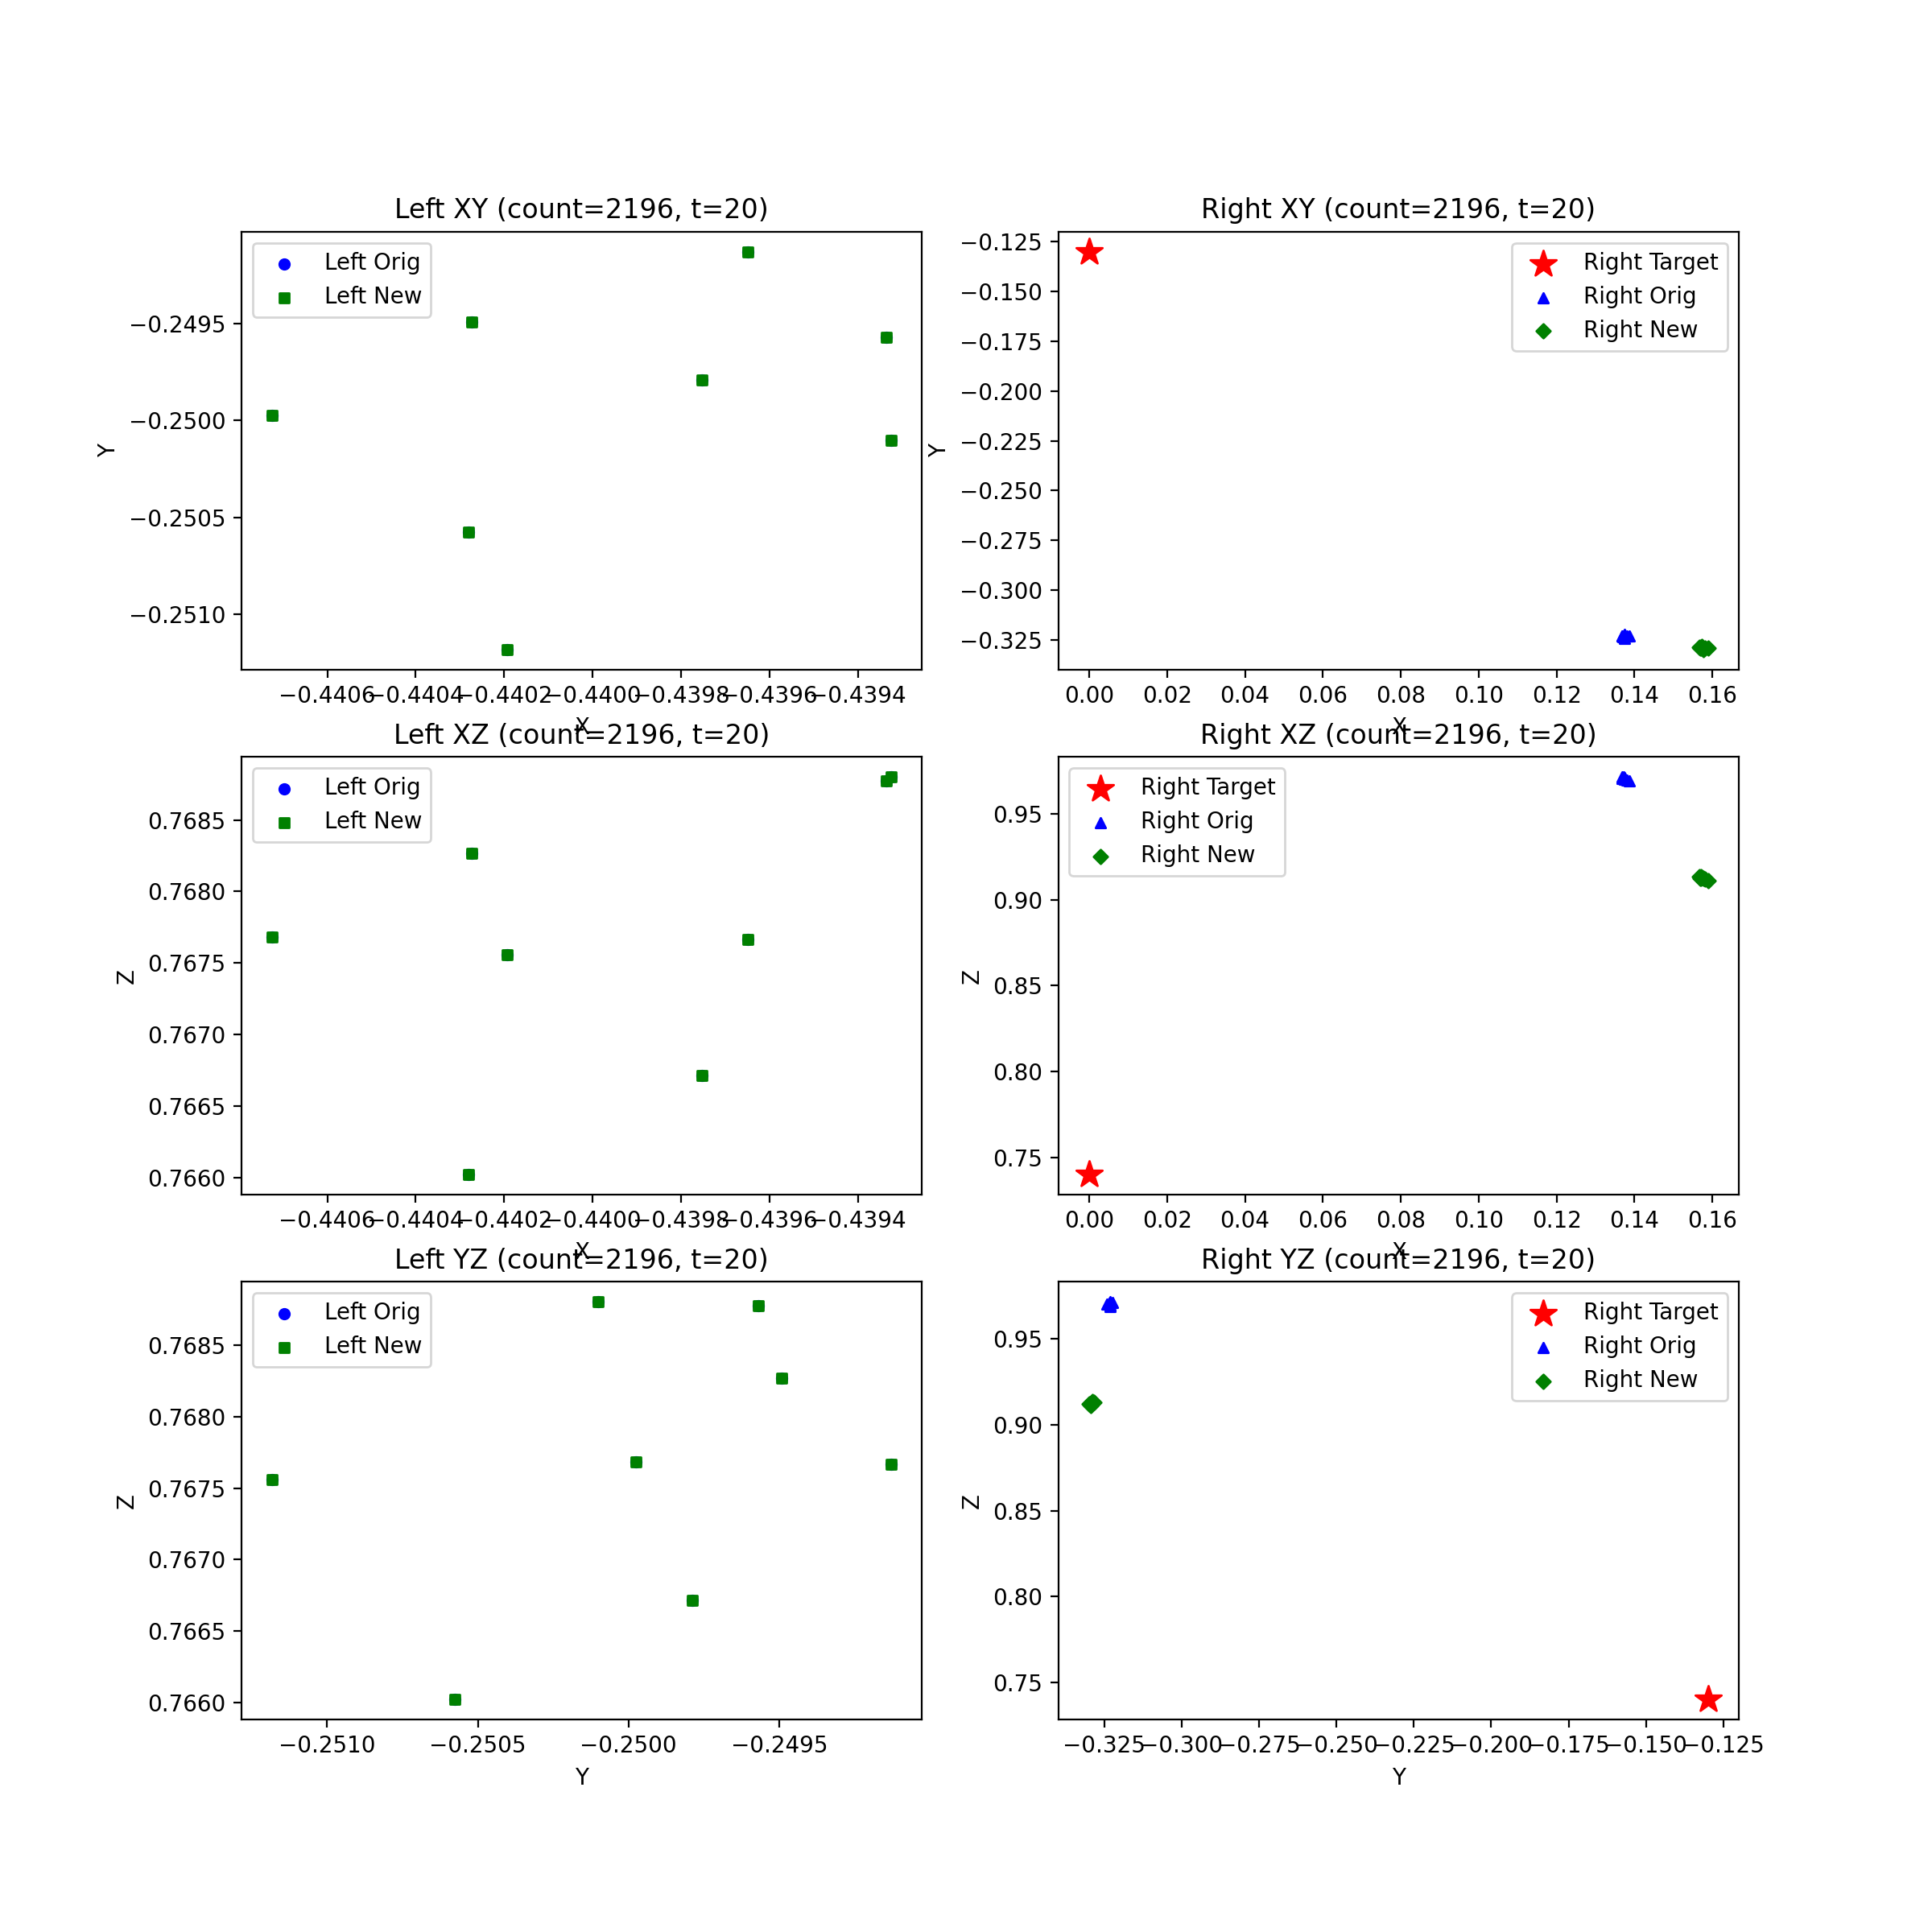 Left XY (count=2196, t=20)
Left Orig
Left New
Y
−0.2495
−0.2500
−0.2505
−0.2510
−0.4406 −0.4404 −0.4402 −0.4400 −0.4398 −0.4396 −0.4394
X
Right XY (count=2196, t=20)
Right Target
Right Orig
Right New
Y
−0.125
−0.150
−0.175
−0.200
−0.225
−0.250
−0.275
−0.300
−0.325
0.00 0.02 0.04 0.06 0.08 0.10 0.12 0.14 0.16
X
Left XZ (count=2196, t=20)
Left Orig
Left New
Z
0.7685
0.7680
0.7675
0.7670
0.7665
0.7660
−0.4406 −0.4404 −0.4402 −0.4400 −0.4398 −0.4396 −0.4394
X
Right XZ (count=2196, t=20)
Right Target
Right Orig
Right New
Z
0.95
0.90
0.85
0.80
0.75
0.00 0.02 0.04 0.06 0.08 0.10 0.12 0.14 0.16
X
Left YZ (count=2196, t=20)
Left Orig
Left New
Z
0.7685
0.7680
0.7675
0.7670
0.7665
0.7660
−0.2510 −0.2505 −0.2500 −0.2495
Y
Right YZ (count=2196, t=20)
Right Target
Right Orig
Right New
Z
0.95
0.90
0.85
0.80
0.75
−0.325 −0.300 −0.275 −0.250 −0.225 −0.200 −0.175 −0.150 −0.125
Y